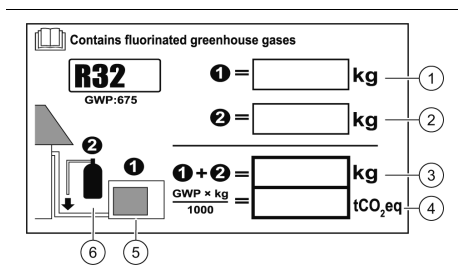 Contains fluorinated greenhouse gases
R32
GWP:675
❶= kg
1
❷= kg
2
❷
❶
❶+❷= kg
3
GWP × kg
1000
= tCO₂eq
4
6
5